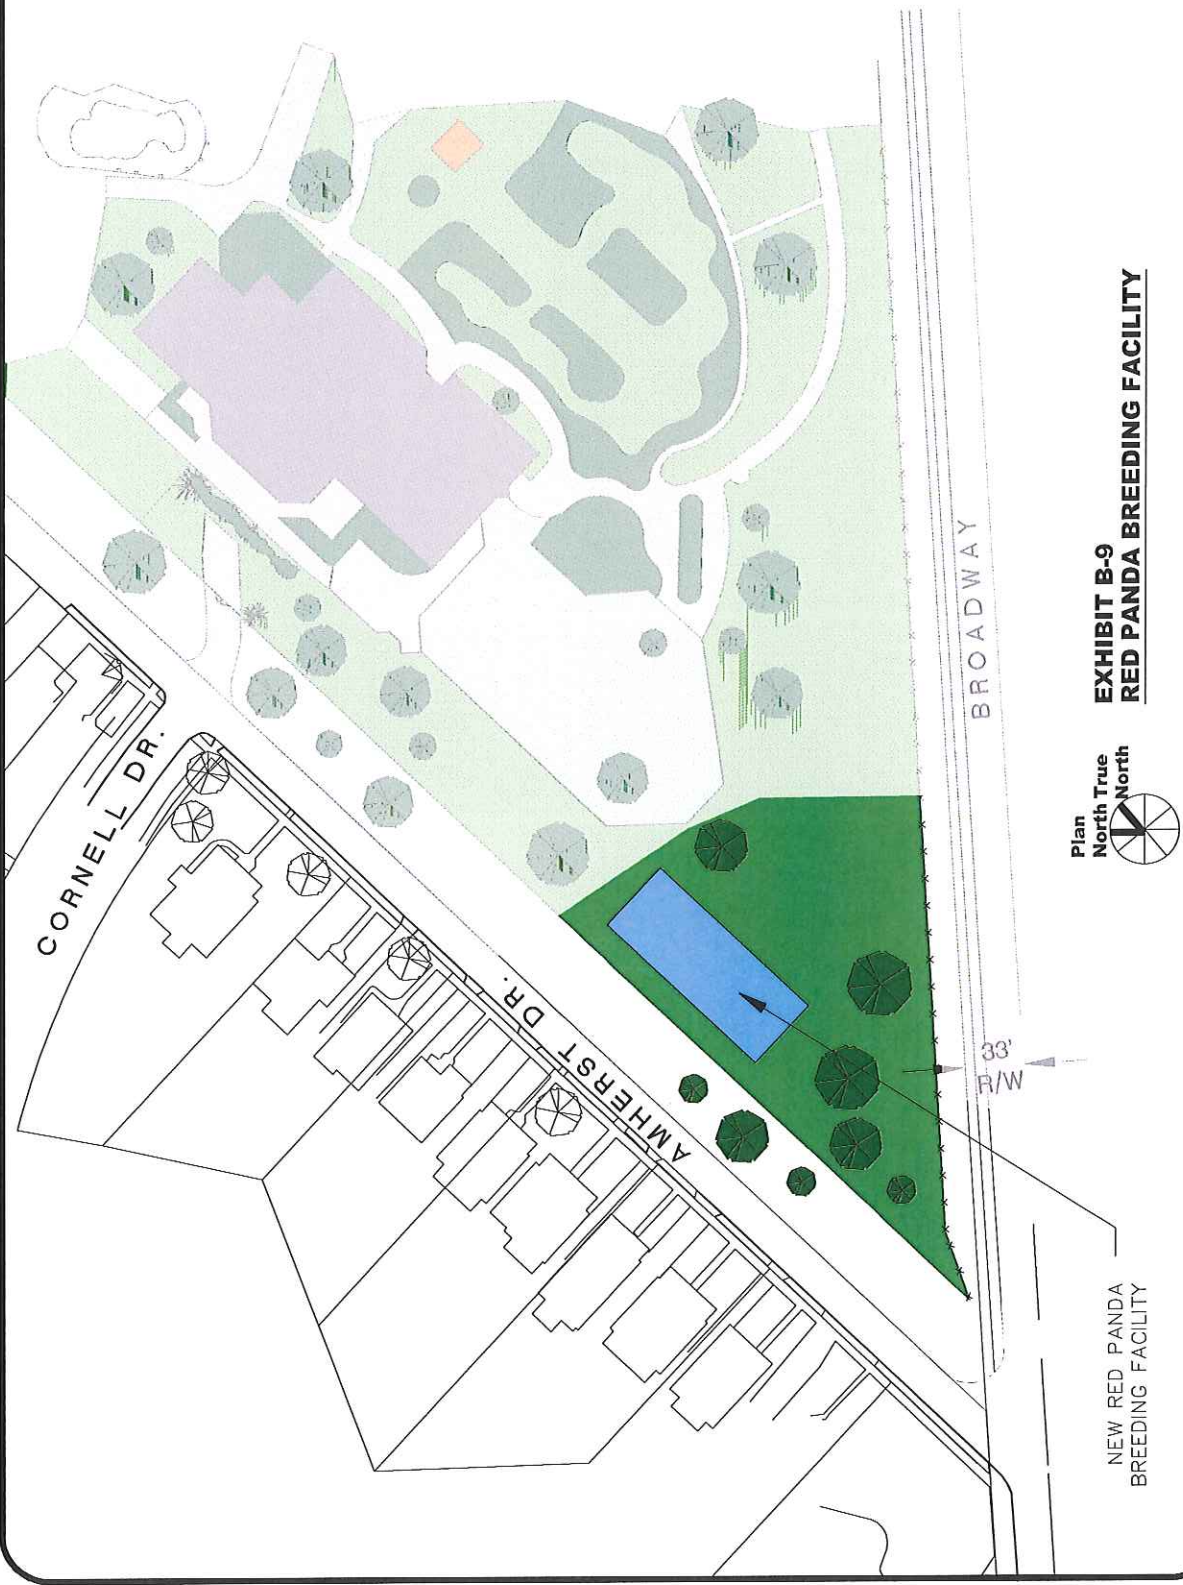 CORNELL DR.
AMHERST DR.
BROADWAY
33'
R/W
NEW RED PANDA
BREEDING FACILITY
Plan
North True
North
EXHIBIT B-9
RED PANDA BREEDING FACILITY